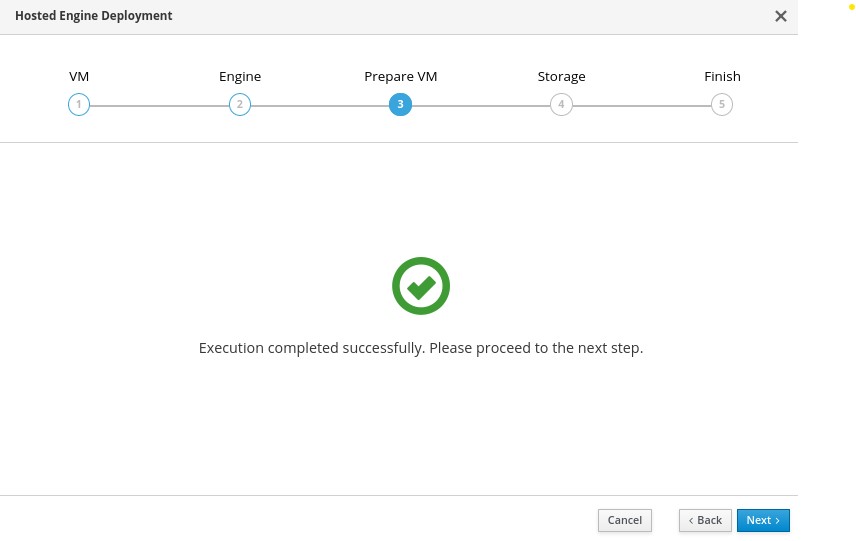 Hosted Engine Deployment ✕
VM Engine Prepare VM Storage Finish
1 2 3 4 5
Execution completed successfully. Please proceed to the next step.
Cancel ‹ Back Next ›